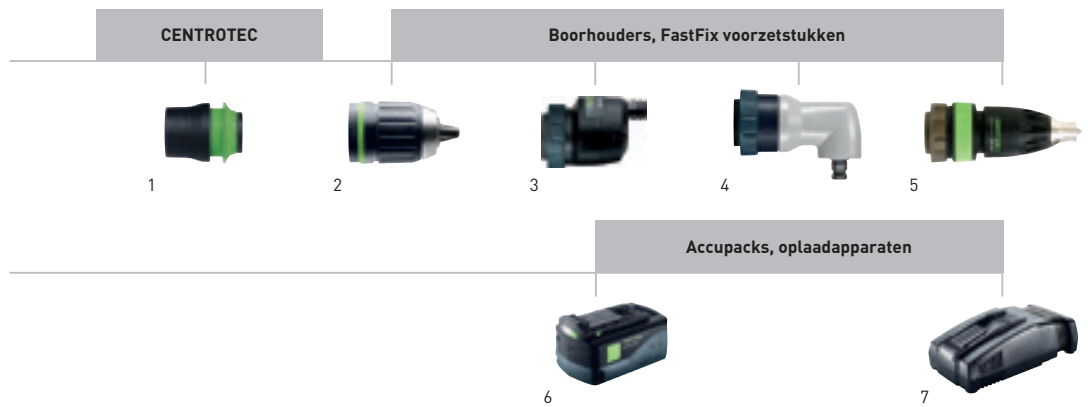 CENTROTEC
Boorhouders, FastFix voorzetstukken
1
2
3
4
5
Accupacks, oplaadapparaten
6
7